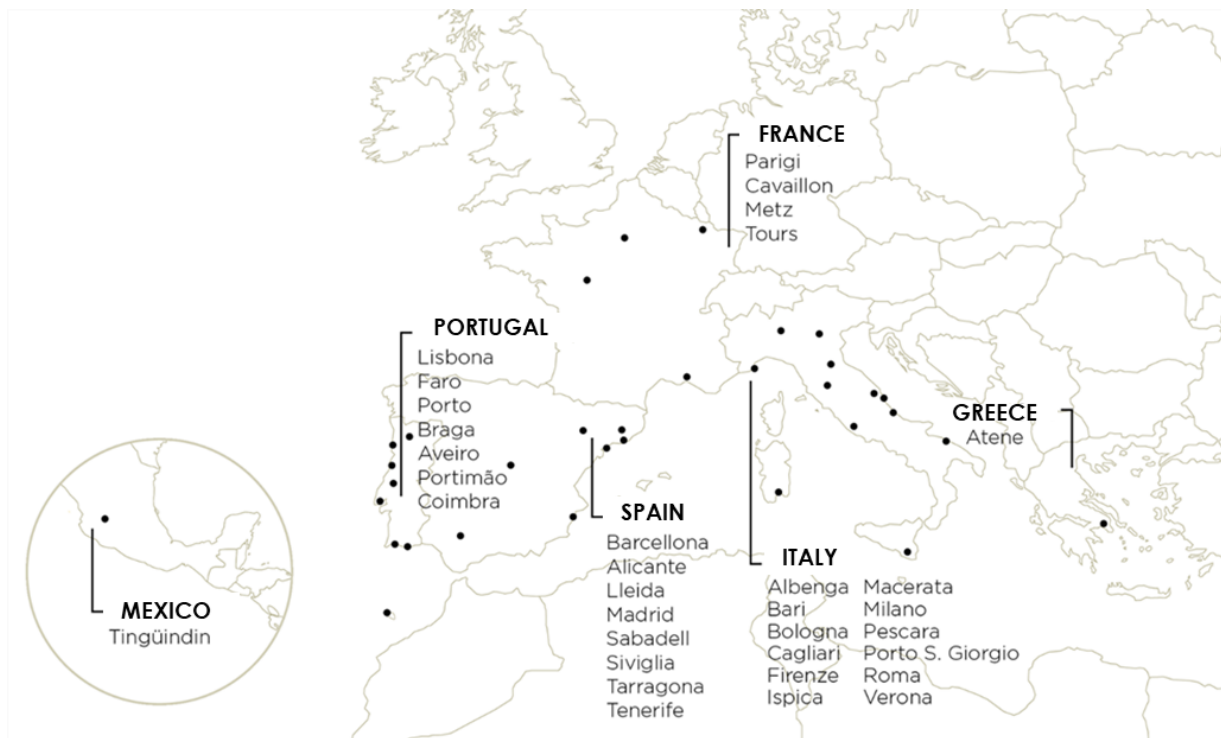 FRANCE
Parigi
Cavaillon
Metz
Tours
PORTUGAL
Lisbona
Faro
Porto
Braga
Aveiro
Portimão
Coimbra
GREECE
Atene
SPAIN
Barcellona
Alicante
Lleida
Madrid
Sabadell
Siviglia
Tarragona
Tenerife
ITALY
Albenga Macerata
Bari Milano
Bologna Pescara
Cagliari Porto S. Giorgio
Firenze Roma
Ispica Verona
MEXICO
Tingüindin